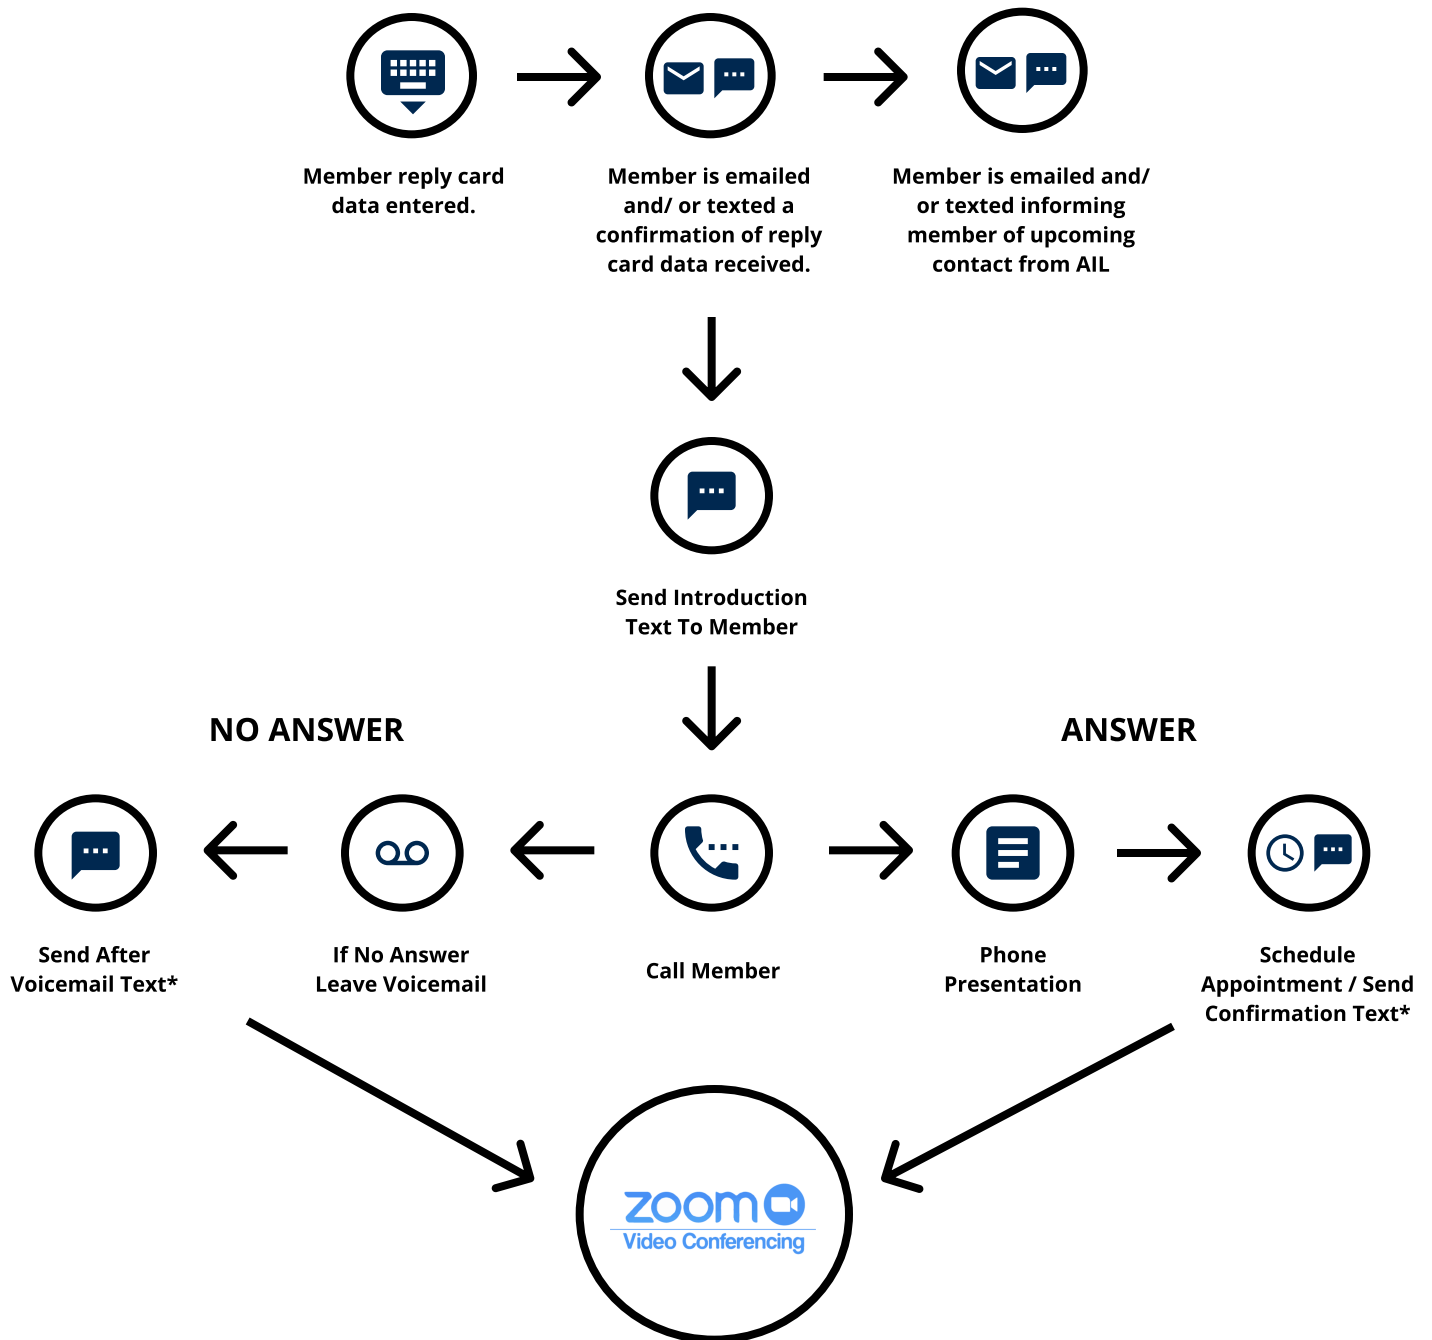 Member reply card
data entered.
Member is emailed
and/ or texted a
confirmation of reply
card data received.
Member is emailed and/
or texted informing
member of upcoming
contact from AIL
Send Introduction
Text To Member
NO ANSWER
ANSWER
Send After
Voicemail Text*
If No Answer
Leave Voicemail
Call Member
Phone
Presentation
Schedule
Appointment / Send
Confirmation Text*
zoom
Video Conferencing